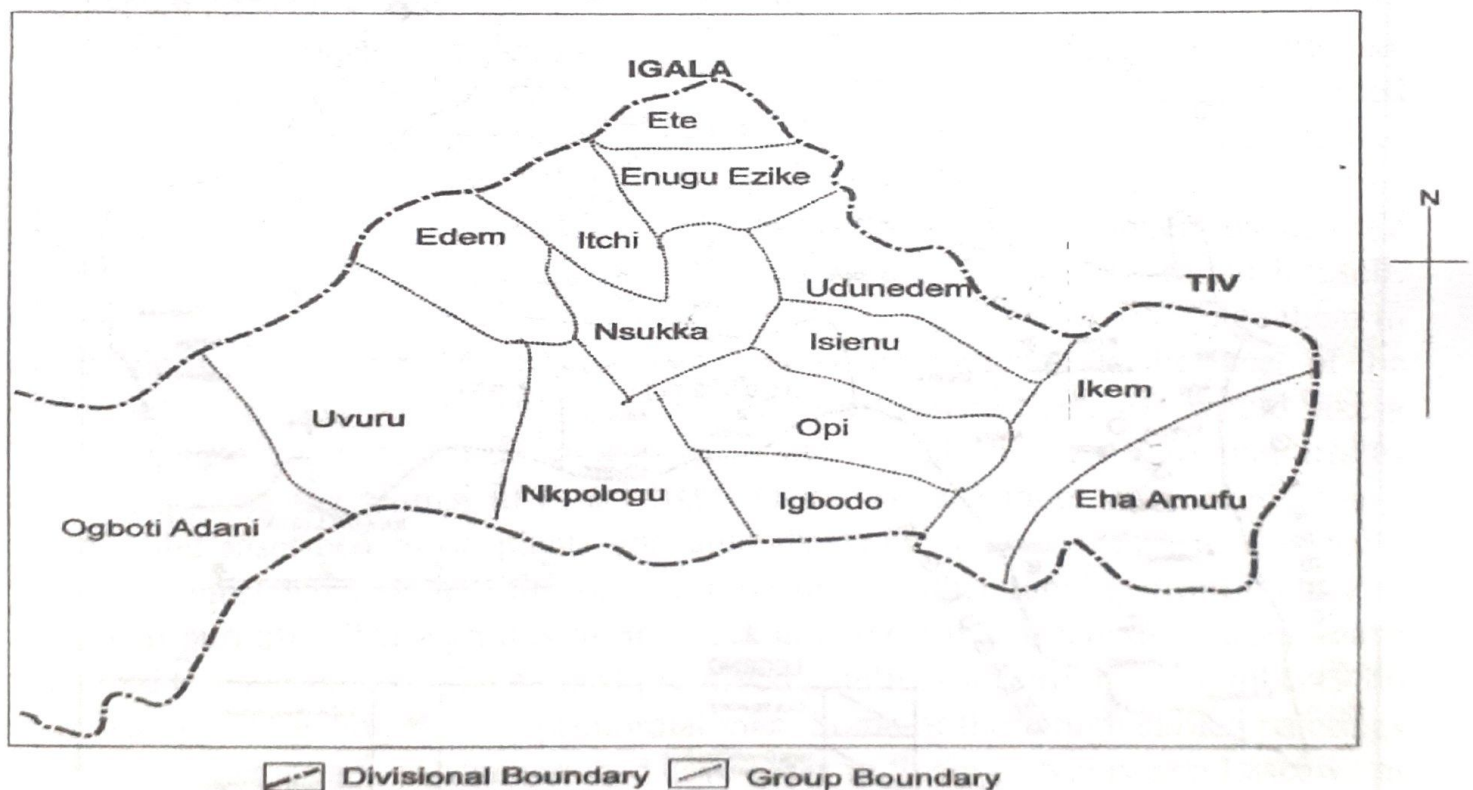 IGALA
Ete
Enugu Ezike
N
Edem
Itchi
Udunedem
TIV
Nsukka
Isienu
Ikem
Uvuru
Opi
Nkpologu
Igbodo
Eha Amufu
Ogboti Adani
Divisional Boundary
Group Boundary